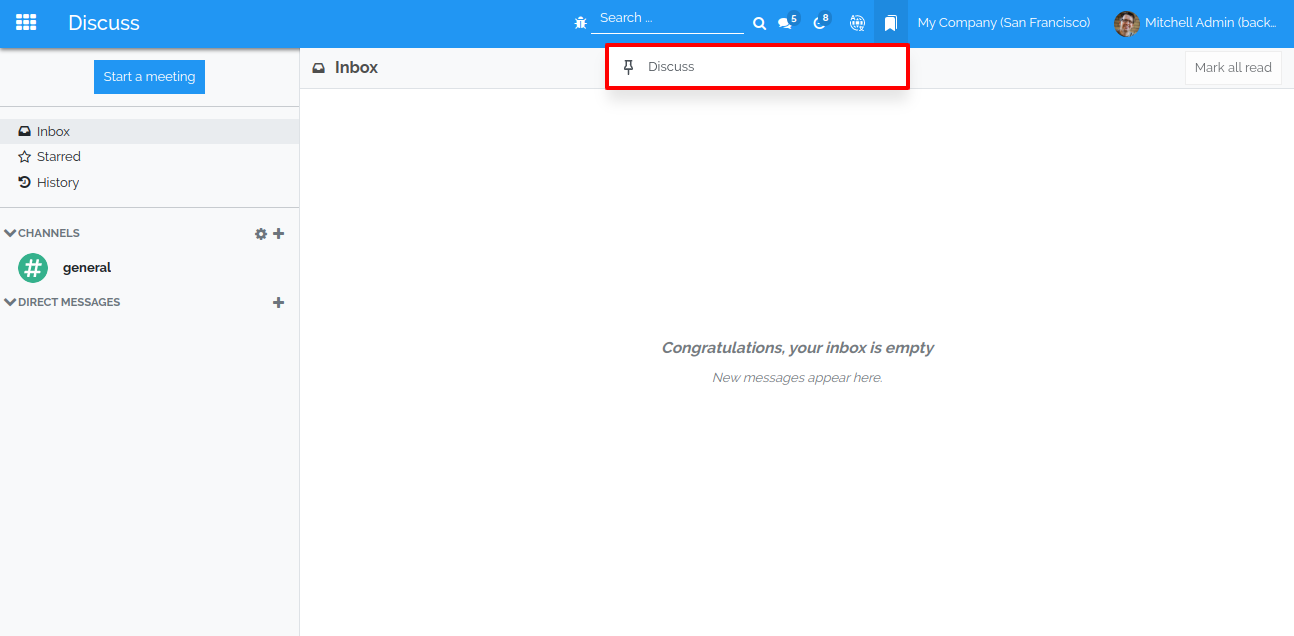 Discuss
Search ...
5
8
My Company (San Francisco)
Mitchell Admin (back...
Start a meeting
Inbox
Discuss
Mark all read
Inbox
Starred
History
CHANNELS
general
DIRECT MESSAGES
Congratulations, your inbox is empty
New messages appear here.